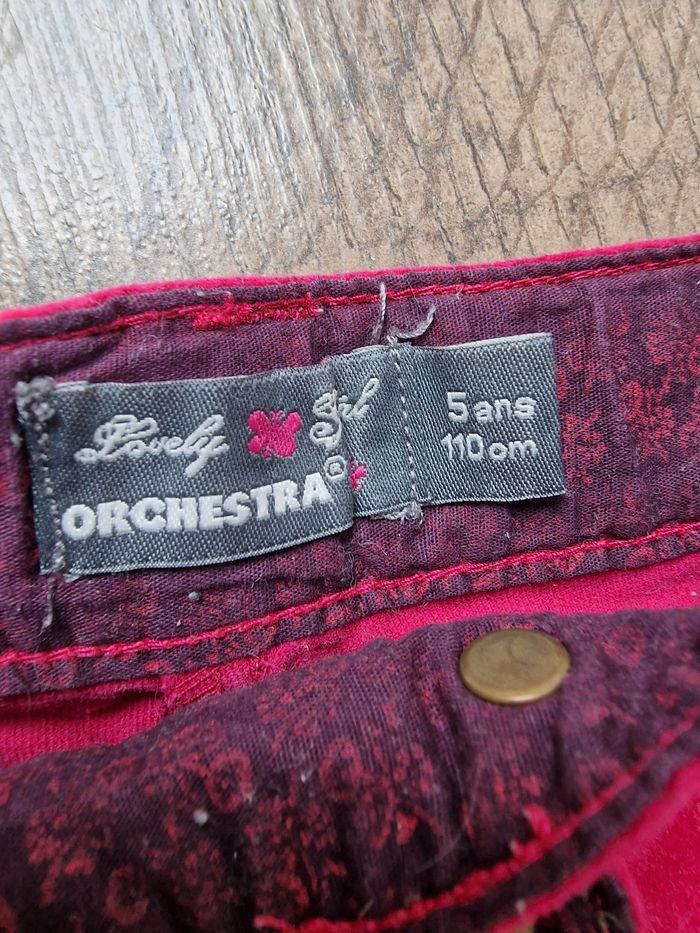 Lovely Girl
ORCHESTRA®
5 ans
110 cm